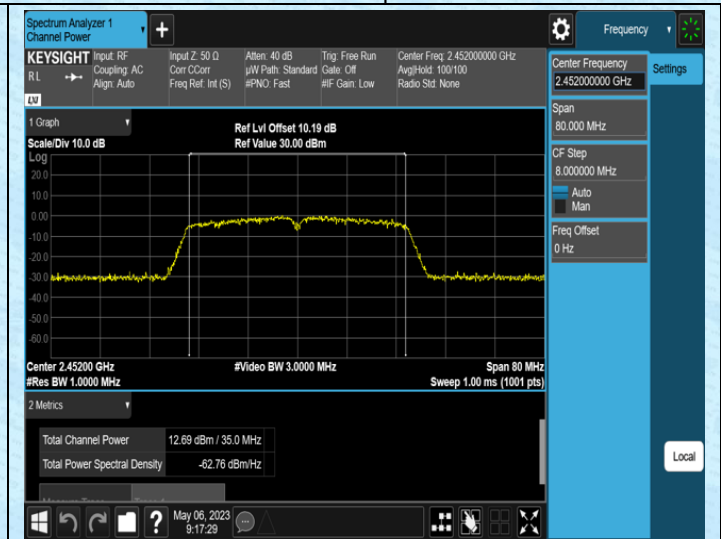 Spectrum Analyzer 1
Channel Power
+
Frequency
KEYSIGHT
RL
LXI
Input: RF
Coupling: AC
Align: Auto
Input Z: 50 Ω
Corr CCorr
Freq Ref: Int (S)
Atten: 40 dB
µW Path: Standard
#PNO: Fast
Trig: Free Run
Gate: Off
#IF Gain: Low
Center Freq: 2.452000000 GHz
Avg|Hold: 100/100
Radio Std: None
Center Frequency
2.452000000 GHz
Settings
Span
80.000 MHz
CF Step
8.000000 MHz
Auto
Man
Freq Offset
0 Hz
1 Graph
Scale/Div 10.0 dB
Ref Lvl Offset 10.19 dB
Ref Value 30.00 dBm
Log
20.0
10.0
0.00
-10.0
-20.0
-30.0
-40.0
-50.0
-60.0
Center 2.45200 GHz
#Video BW 3.0000 MHz
Span 80 MHz
#Res BW 1.0000 MHz
Sweep 1.00 ms (1001 pts)
2 Metrics
Total Channel Power 12.69 dBm / 35.0 MHz
Total Power Spectral Density -62.76 dBm/Hz
Local
?
May 06, 2023
9:17:29